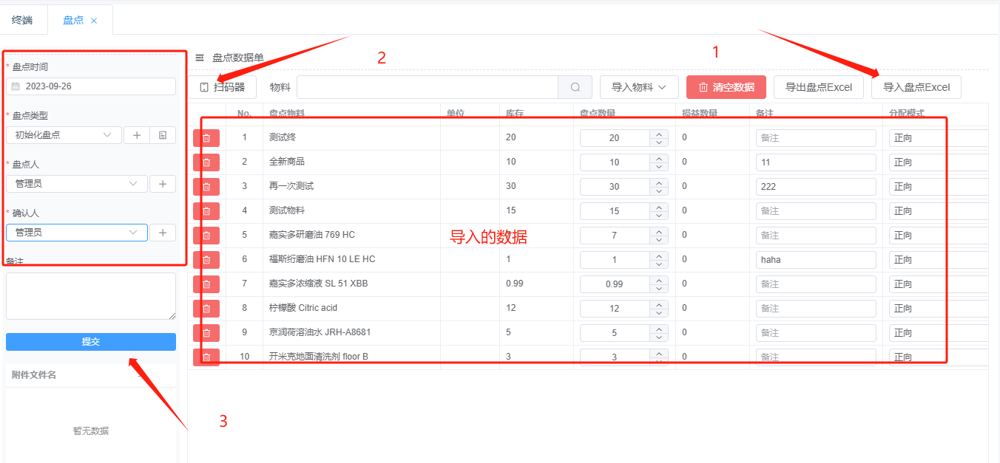 终端 盘点 ×
1
2
* 盘点时间
2023-09-26
* 盘点类型
初始化盘点
* 盘点人
管理员
* 确认人
管理员
备注
提交
附件文件名
暂无数据
3
盘点数据单
扫码器 物料 导入物料 清空数据 导出盘点Excel 导入盘点Excel
No. 盘点物料 单位 库存 盘点数量 损益数量 备注 分配模式
1 测试终 20 20 0 备注 正向
2 全新商品 10 10 0 11 正向
3 再一次测试 30 30 0 222 正向
4 测试物料 15 15 0 备注 正向
5 嘉实多研磨油 769 HC 7 0 备注 正向
导入的数据
6 福斯绗磨油 HFN 10 LE HC 1 1 0 haha 正向
7 嘉实多浓缩液 SL 51 XBB 0.99 0.99 0 备注 正向
8 柠檬酸 Citric acid 12 12 0 备注 正向
9 京润荷溶油水 JRH-A8681 5 5 0 备注 正向
10 开米克地面清洗剂 floor B 3 3 0 备注 正向